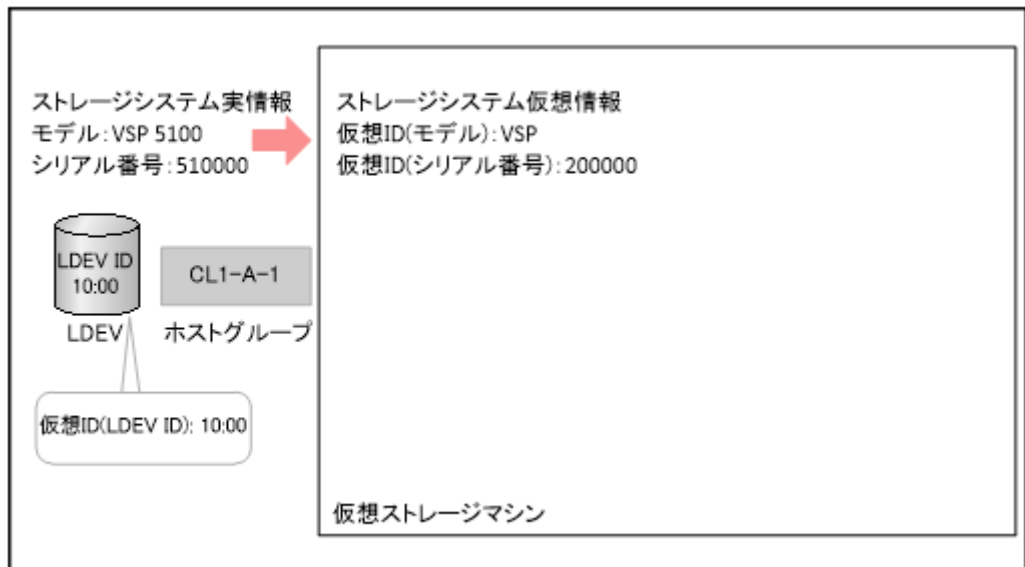 ストレージシステム実情報
モデル:VSP 5100
シリアル番号:510000
ストレージシステム仮想情報
仮想ID(モデル):VSP
仮想ID(シリアル番号):200000
LDEV ID
10:00
CL1-A-1
LDEV
ホストグループ
仮想ID(LDEV ID): 10:00
仮想ストレージマシン